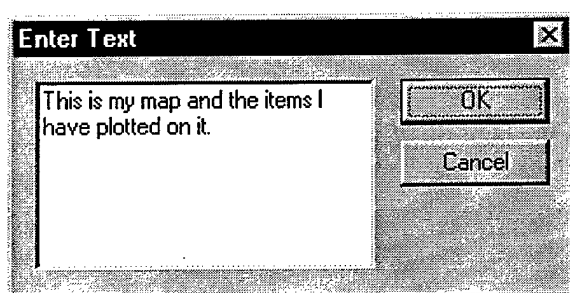 Enter Text
This is my map and the items I
have plotted on it.
OK
Cancel